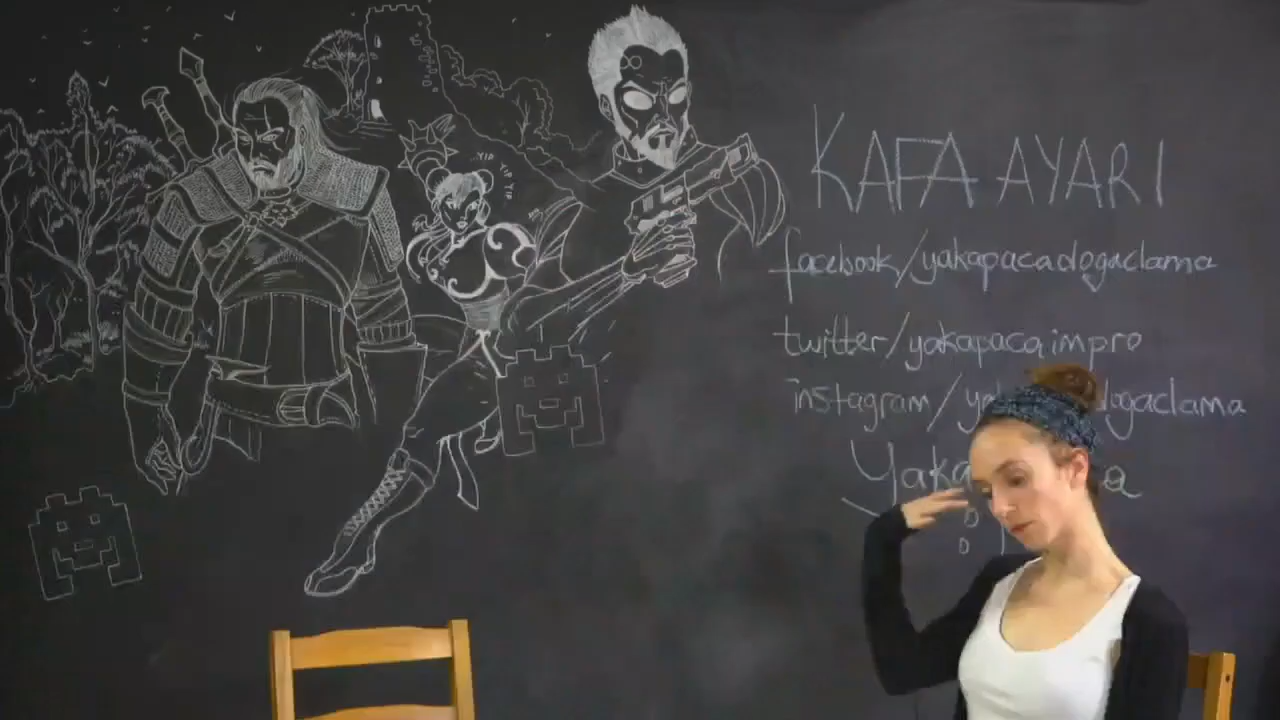 YIP
YIP YIP
KAFA AYARI
facebook/yakapacadogaclama
twitter/yakapacaimpro
instagram/